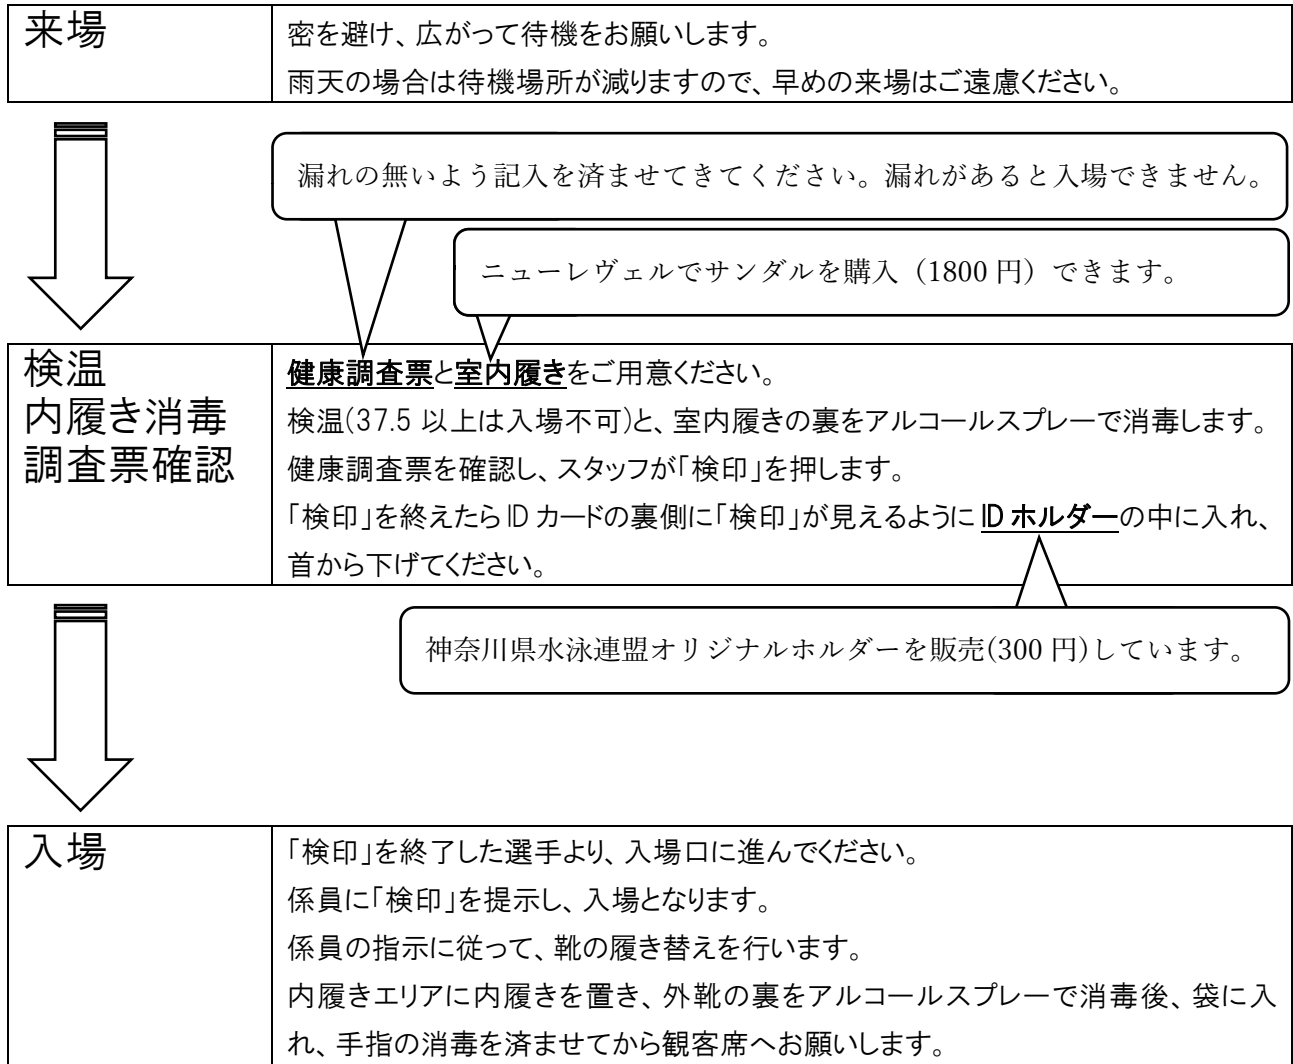 来場
密を避け、広がって待機をお願いします。
雨天の場合は待機場所が減りますので、早めの来場はご遠慮ください。
漏れの無いよう記入を済ませてきてください。漏れがあると入場できません。
ニューレヴェルでサンダルを購入（1800 円）できます。
検温
内履き消毒
調査票確認
健康調査票と室内履きをご用意ください。
検温(37.5 以上は入場不可)と、室内履きの裏をアルコールスプレーで消毒します。
健康調査票を確認し、スタッフが「検印」を押します。
「検印」を終えたら ID カードの裏側に「検印」が見えるように ID ホルダーの中に入れ、
首から下げてください。
神奈川県水泳連盟オリジナルホルダーを販売(300 円)しています。
入場
「検印」を終了した選手より、入場口に進んでください。
係員に「検印」を提示し、入場となります。
係員の指示に従って、靴の履き替えを行います。
内履きエリアに内履きを置き、外靴の裏をアルコールスプレーで消毒後、袋に入
れ、手指の消毒を済ませてから観客席へお願いします。